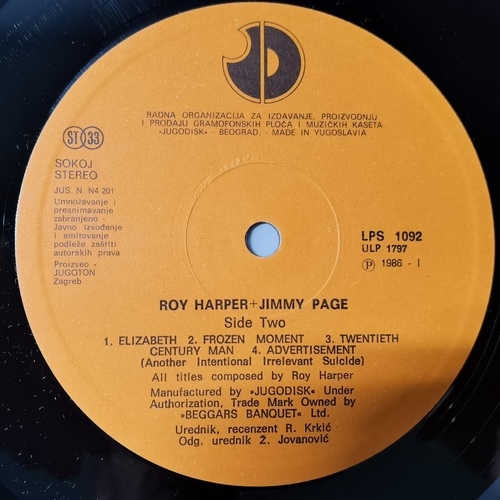 RADNA ORGANIZACIJA ZA IZDAVANJE, PROIZVODNJU
I PRODAJU GRAMOFONSKIH PLOČA I MUZIČKIH KASETA
»JUGODISK« - BEOGRAD. - MADE IN YUGOSLAVIA
ST 33
SOKOJ
STEREO
JUS. N. N4 201
Umnožavanje i
presnimavanje
zabranjeno -
Javno izvođenje
i emitovanje
podleže zaštiti
autorskih prava
Proizveo -
JUGOTON
Zagreb
LPS 1092
ULP 1797
Ⓟ 1986 - I
ROY HARPER+JIMMY PAGE
Side Two
1. ELIZABETH 2. FROZEN MOMENT 3. TWENTIETH
CENTURY MAN 4. ADVERTISEMENT
(Another Intentional Irrelevant Sulcide)
All titles composed by Roy Harper
Manufactured by »JUGODISK« Under
Authorization, Trade Mark Owned by
»BEGGARS BANQUET« Ltd.
Urednik, recenzent R. Krkić
Odg. urednik Ž. Jovanović